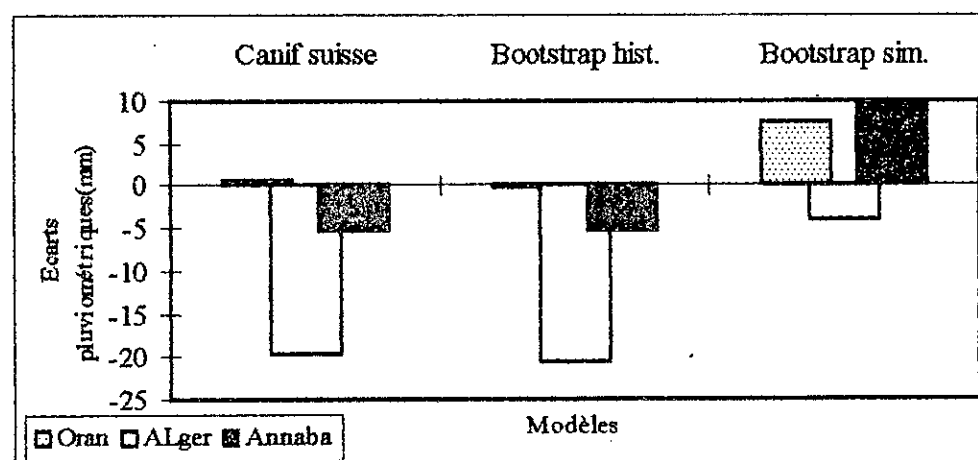 Canif suisse Bootstrap hist. Bootstrap sim.
10
5
0
-5
-10
-15
-20
-25
Ecarts
pluviométriques(mm)
Modèles
Oran ALger Annaba